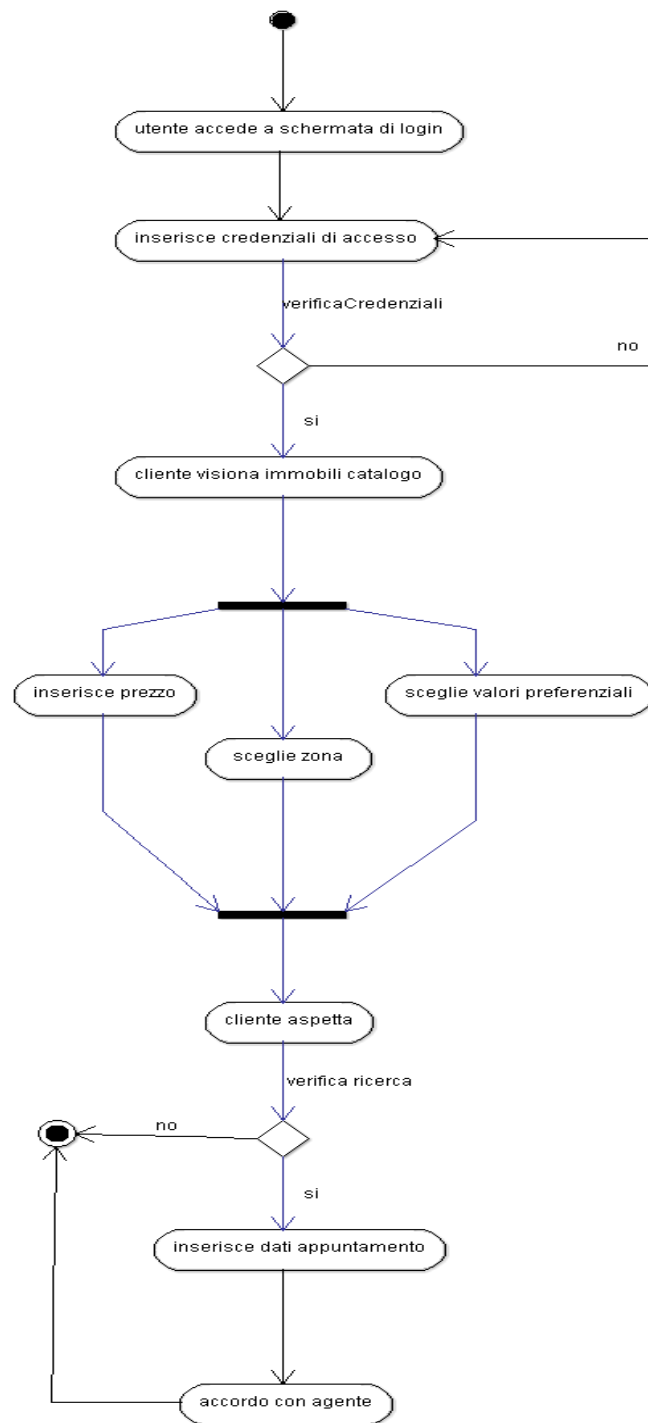 utente accede a schermata di login
inserisce credenziali di accesso
verificaCredenziali
no
si
cliente visiona immobili catalogo
inserisce prezzo
sceglie valori preferenziali
sceglie zona
cliente aspetta
verifica ricerca
no
si
inserisce dati appuntamento
accordo con agente